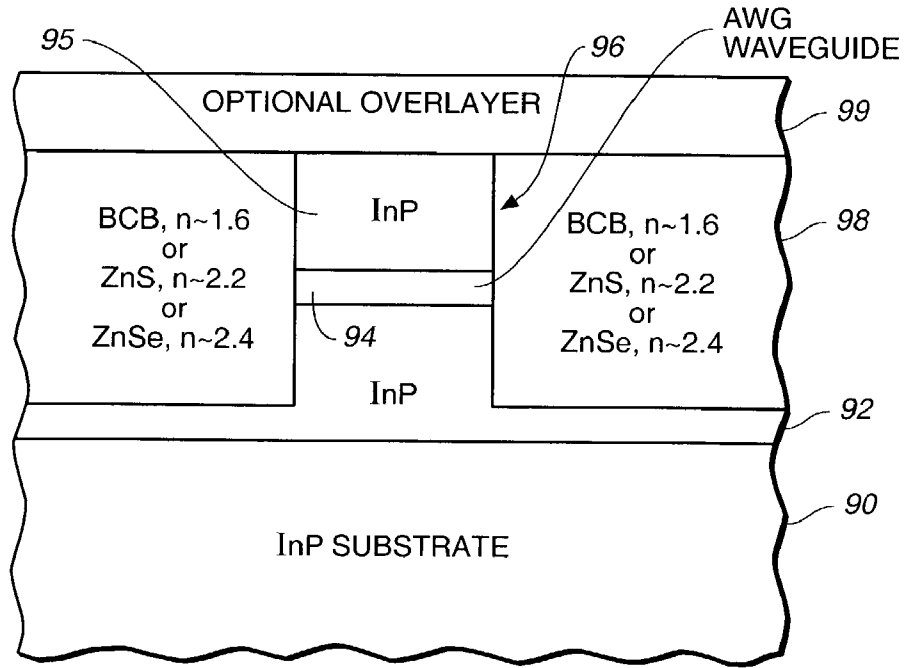 AWG
WAVEGUIDE
95
96
OPTIONAL OVERLAYER
99
InP
BCB, n~1.6
or
ZnS, n~2.2
or
ZnSe, n~2.4
BCB, n~1.6
or
ZnS, n~2.2
or
ZnSe, n~2.4
98
94
InP
92
90
InP SUBSTRATE